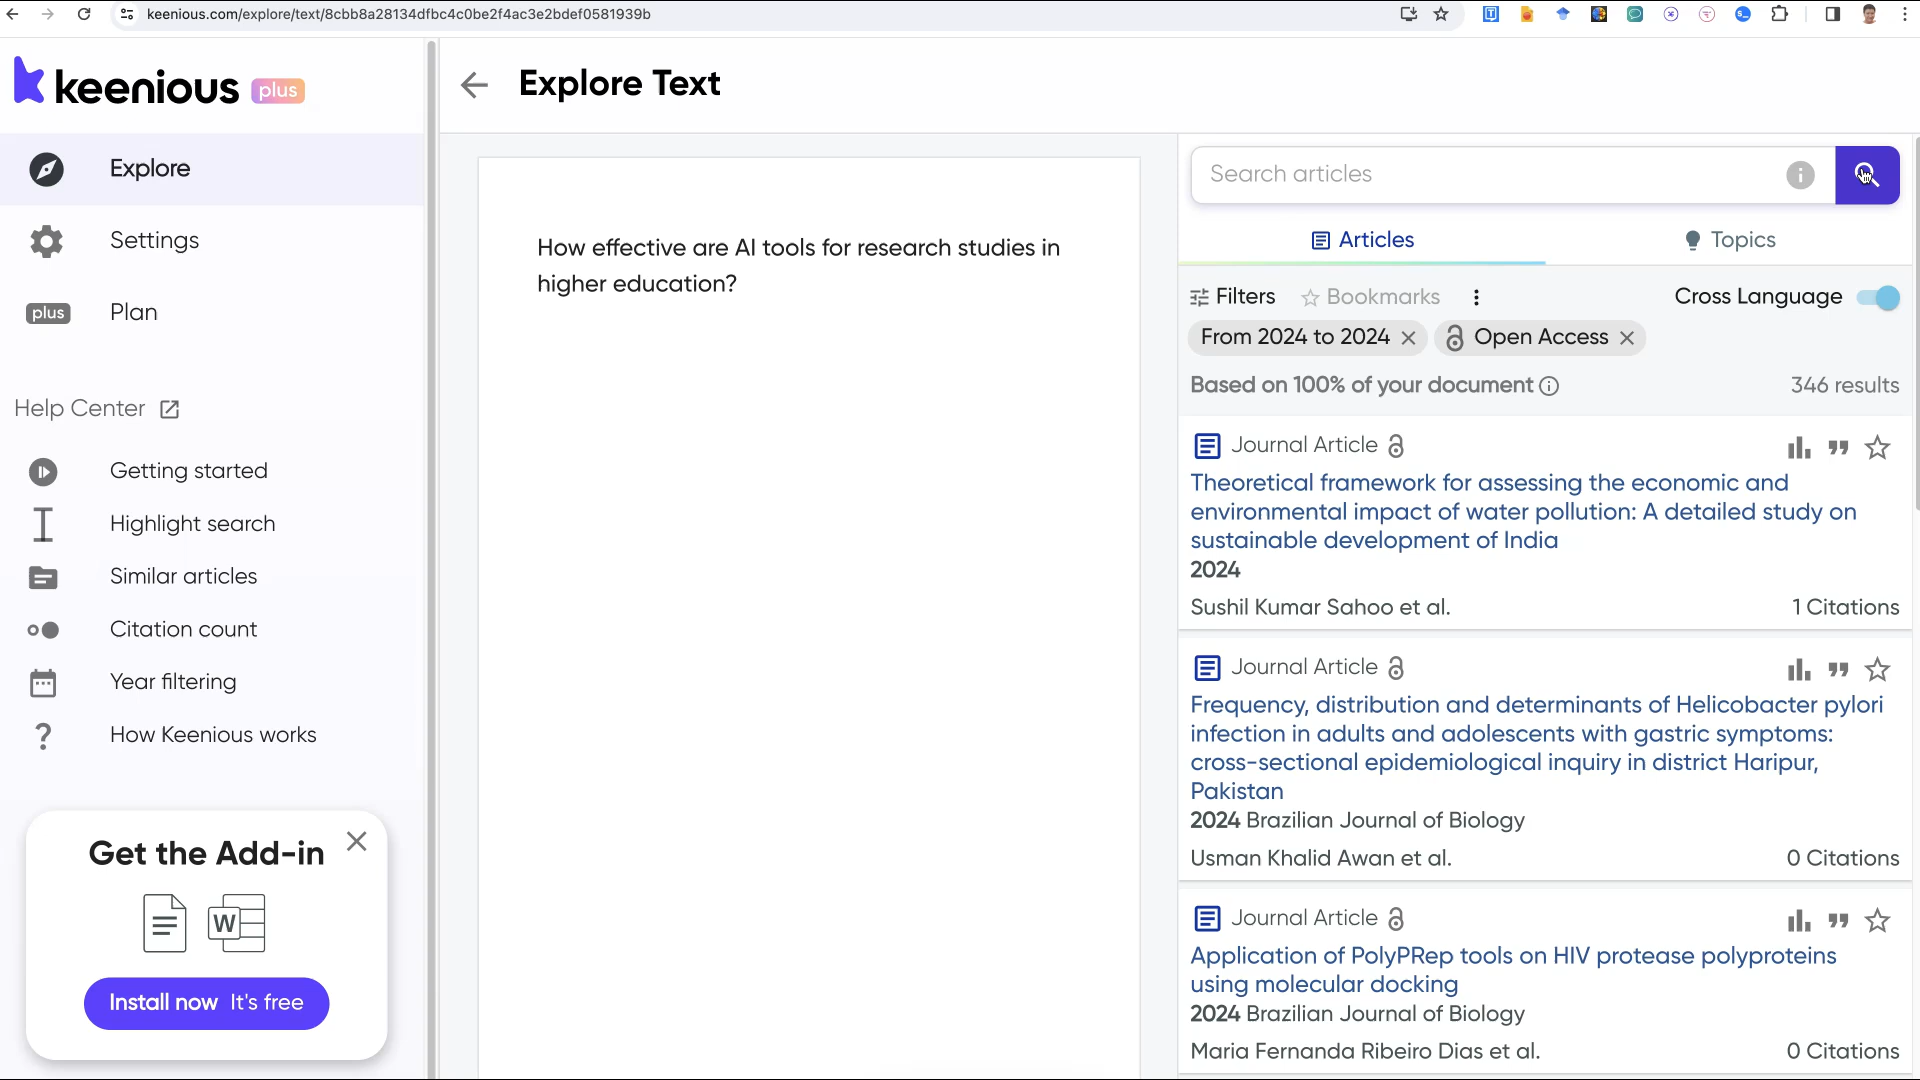 keenious.com/explore/text/8cbb8a28134dfbc4c0be2f4ac3e2bdef0581939b
keenious plus
Explore
Settings
plus Plan
Help Center
Getting started
Highlight search
Similar articles
Citation count
Year filtering
? How Keenious works
Get the Add-in
W
Install now It's free
Explore Text
How effective are AI tools for research studies in
higher education?
Search articles
Articles
Topics
Filters
Bookmarks
Cross Language
From 2024 to 2024
Open Access
Based on 100% of your document
346 results
Journal Article
Theoretical framework for assessing the economic and
environmental impact of water pollution: A detailed study on
sustainable development of India
2024
Sushil Kumar Sahoo et al.
1 Citations
Journal Article
Frequency, distribution and determinants of Helicobacter pylori
infection in adults and adolescents with gastric symptoms:
cross-sectional epidemiological inquiry in district Haripur,
Pakistan
2024 Brazilian Journal of Biology
Usman Khalid Awan et al.
0 Citations
Journal Article
Application of PolyPRep tools on HIV protease polyproteins
using molecular docking
2024 Brazilian Journal of Biology
Maria Fernanda Ribeiro Dias et al.
0 Citations